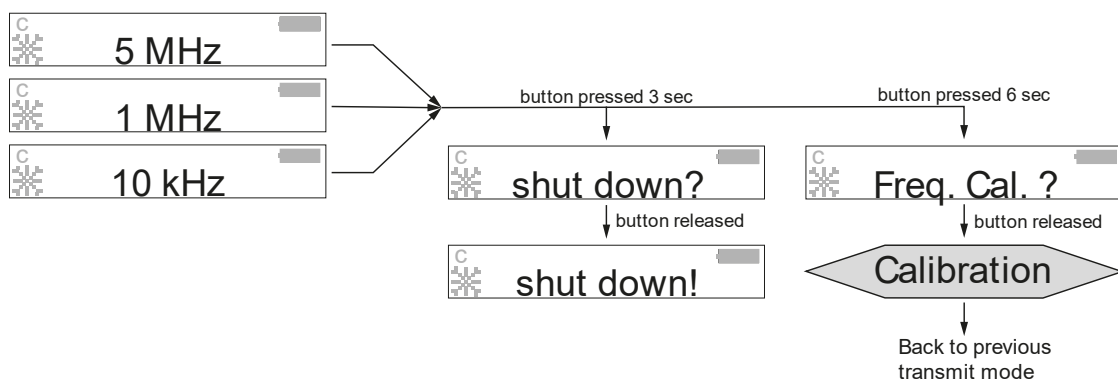 C
5 MHz
C
1 MHz
C
10 kHz
button pressed 3 sec
button pressed 6 sec
C
shut down?
C
Freq. Cal. ?
button released
button released
C
shut down!
Calibration
Back to previous
transmit mode